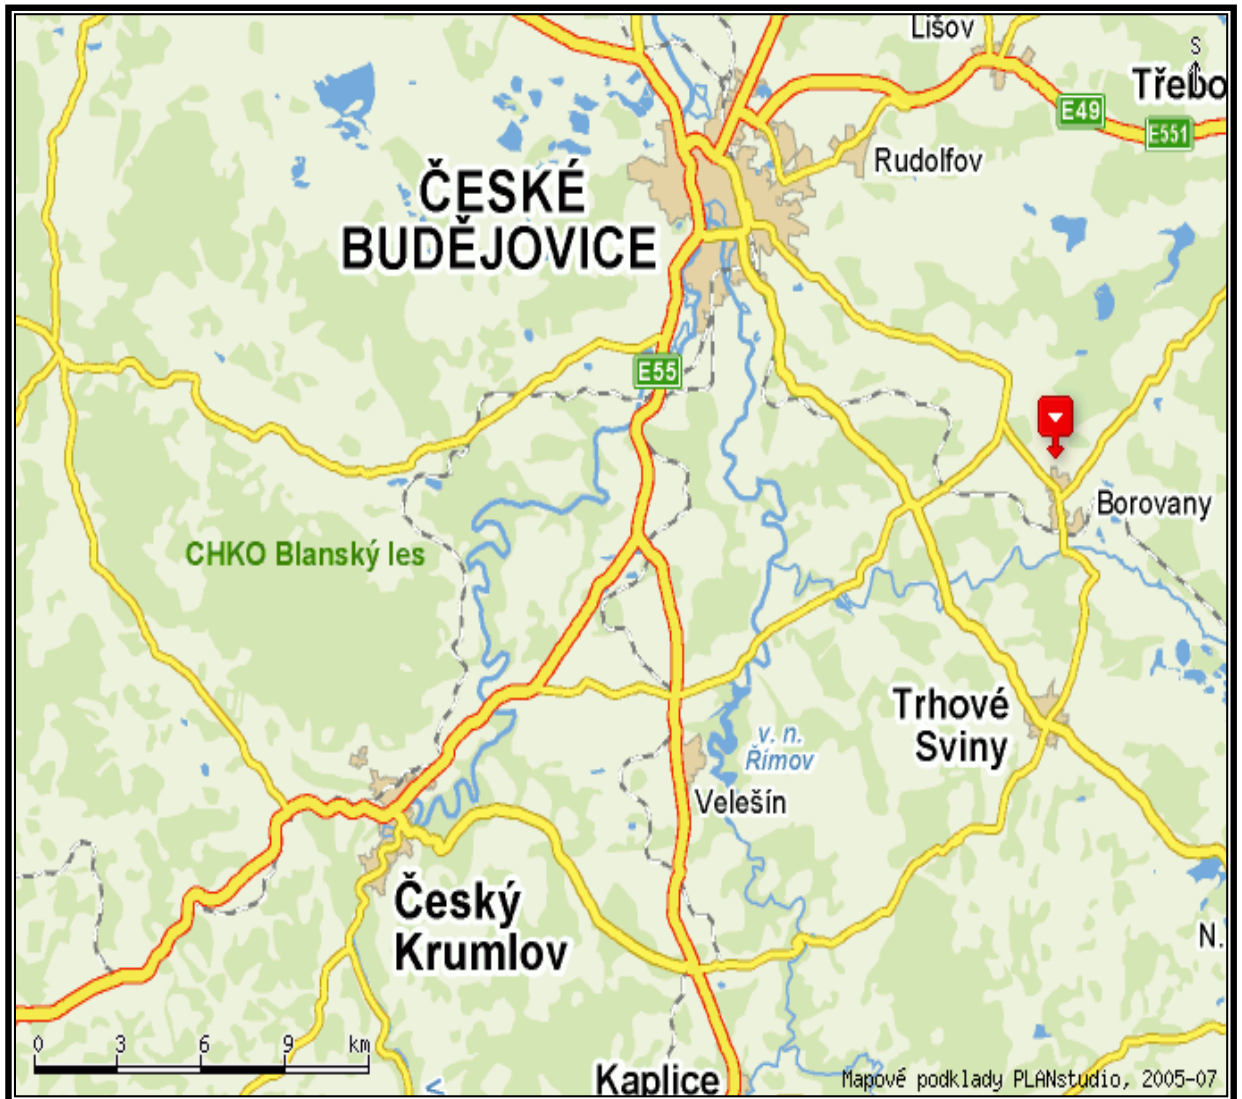 Lišov
S
Třebo
E49
E551
Rudolfov
ČESKÉ
BUDĚJOVICE
E55
Borovany
CHKO Blanský les
Trhové
Sviny
v. n.
Římov
Velešín
Český
Krumlov
N.
0 3 6 9 km
Kaplice
Mapové podklady PLANstudio, 2005-07